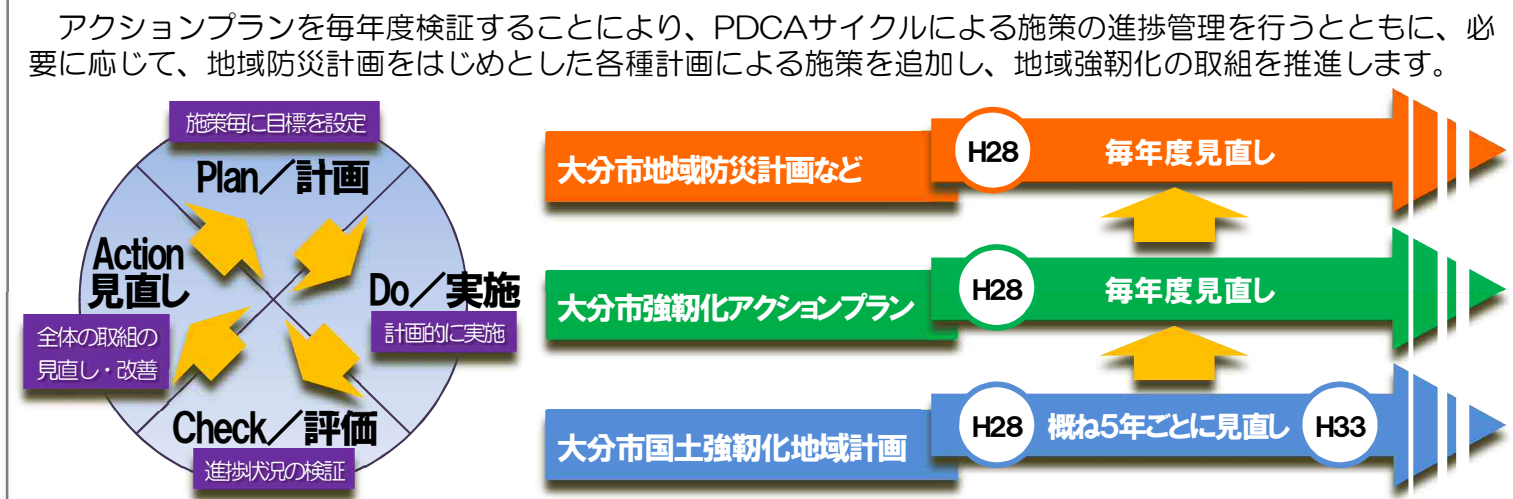 アクションプランを毎年度検証することにより、PDCAサイクルによる施策の進捗管理を行うとともに、必
要に応じて、地域防災計画をはじめとした各種計画による施策を追加し、地域強靭化の取組を推進します。
施策毎に目標を設定
Plan／計画
Action
見直し
全体の取組の
見直し・改善
Do／実施
計画的に実施
Check／評価
進捗状況の検証
大分市地域防災計画など
H28
毎年度見直し
大分市強靭化アクションプラン
H28
毎年度見直し
大分市国土強靭化地域計画
H28
概ね5年ごとに見直し
H33